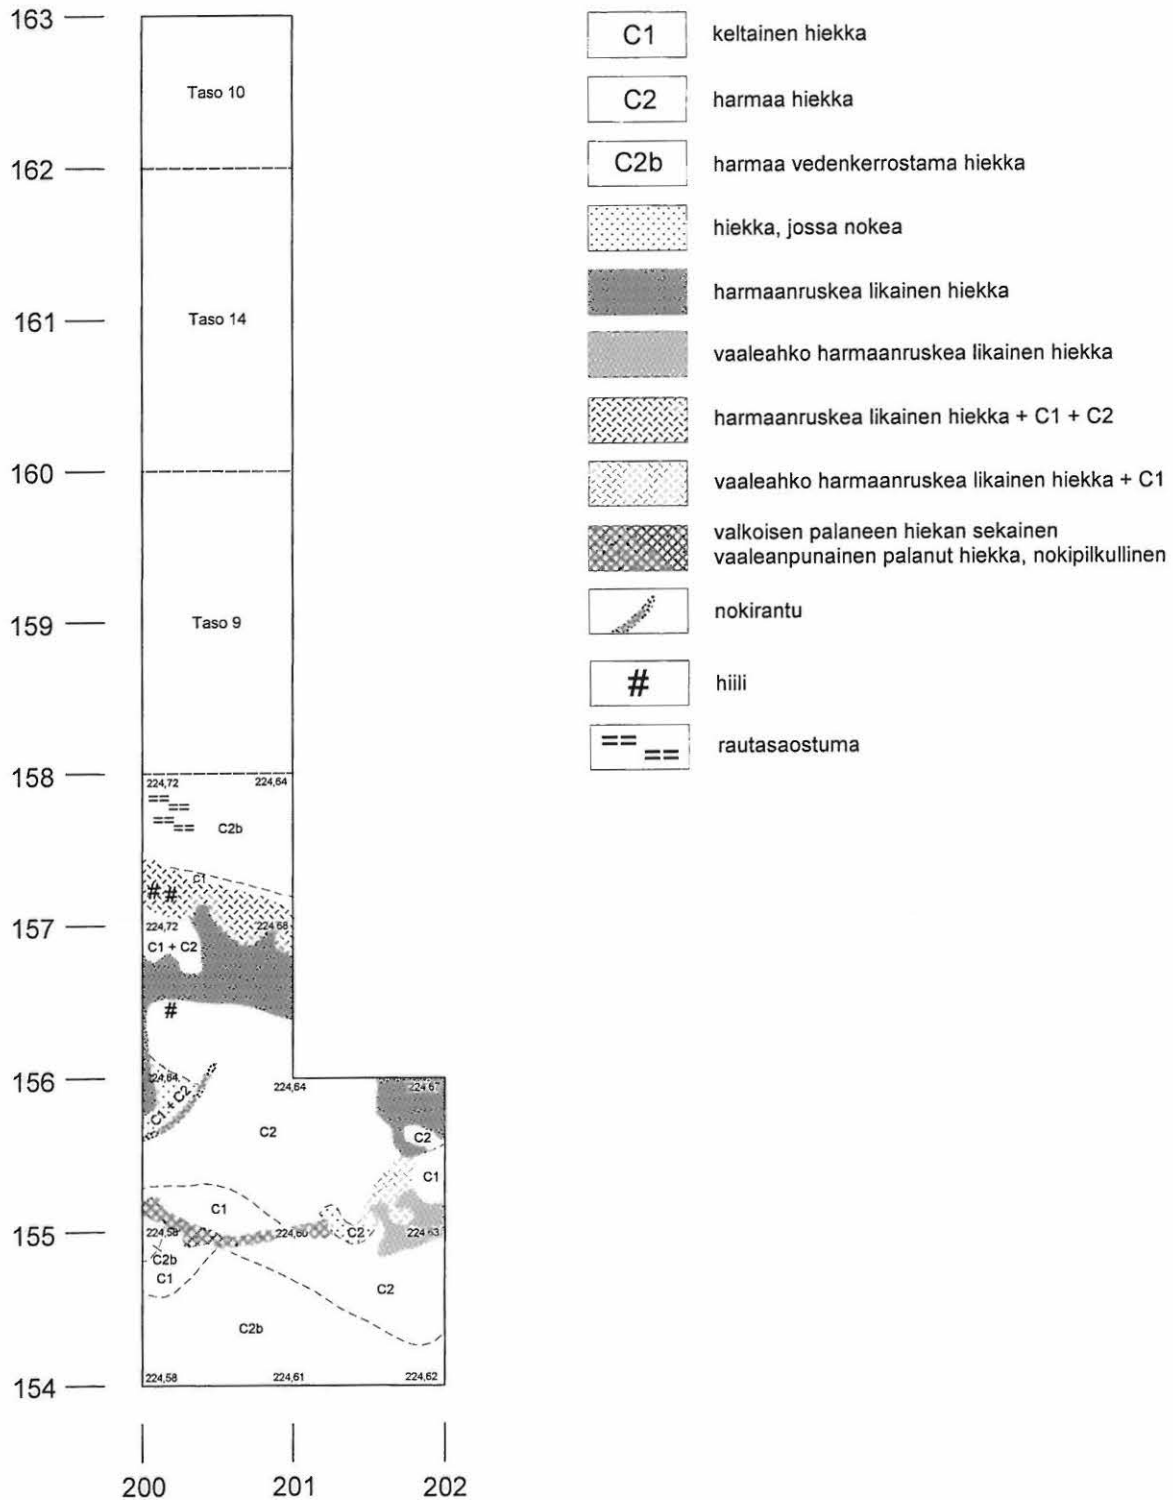 163
Taso 10
162
161
Taso 14
160
159
Taso 9
158
224,72
224,64
==
==
==
==
C2b
C1
# #
157
224,72
224,68
C1 + C2
#
156
224,64
224,64
224,67
C1 + C2
C2
C2
C1
C1
155
224,58
224,60
C2
224,63
C2b
C1
C2
C2b
154
224,58
224,61
224,62
200
201
202
C1 keltainen hiekka
C2 harmaa hiekka
C2b harmaa vedenkerrostama hiekka
hiekka, jossa nokea
harmaanruskea likainen hiekka
vaaleahko harmaanruskea likainen hiekka
harmaanruskea likainen hiekka + C1 + C2
vaaleahko harmaanruskea likainen hiekka + C1
valkoisen palaneen hiekan sekainen
vaaleanpunainen palanut hiekka, nokipilkullinen
nokirantu
# hiili
== == rautasaostuma